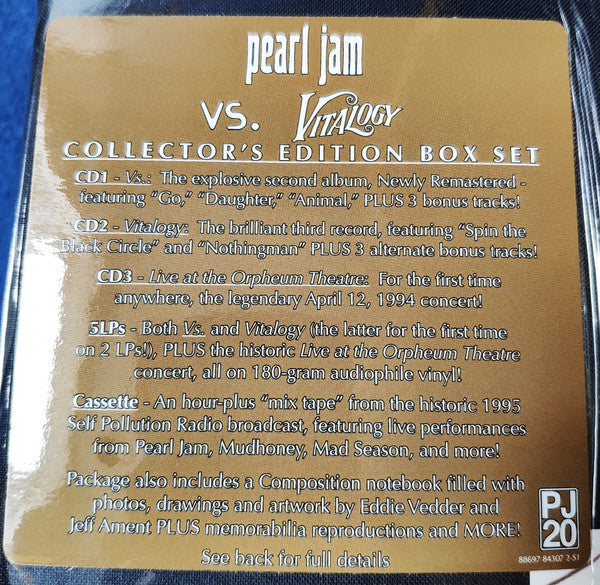 pearl jam
VS. VITALOGY
COLLECTOR'S EDITION BOX SET
CD1 - Vs.: The explosive second album, Newly Remastered -
featuring "Go," "Daughter," "Animal," PLUS 3 bonus tracks!
CD2 - Vitalogy: The brilliant third record, featuring "Spin the
Black Circle" and "Nothingman" PLUS 3 alternate bonus tracks!
CD3 - Live at the Orpheum Theatre: For the first time
anywhere, the legendary April 12, 1994 concert!
5LPs - Both Vs. and Vitalogy (the latter for the first time
on 2 LPs!), PLUS the historic Live at the Orpheum Theatre
concert, all on 180-gram audiophile vinyl!
Cassette - An hour-plus "mix tape" from the historic 1995
Self Pollution Radio broadcast, featuring live performances
from Pearl Jam, Mudhoney, Mad Season, and more!
Package also includes a Composition notebook filled with
photos, drawings and artwork by Eddie Vedder and
Jeff Ament PLUS memorabilia reproductions and MORE!
See back for full details
PJ
20
88697 84307 2-S1